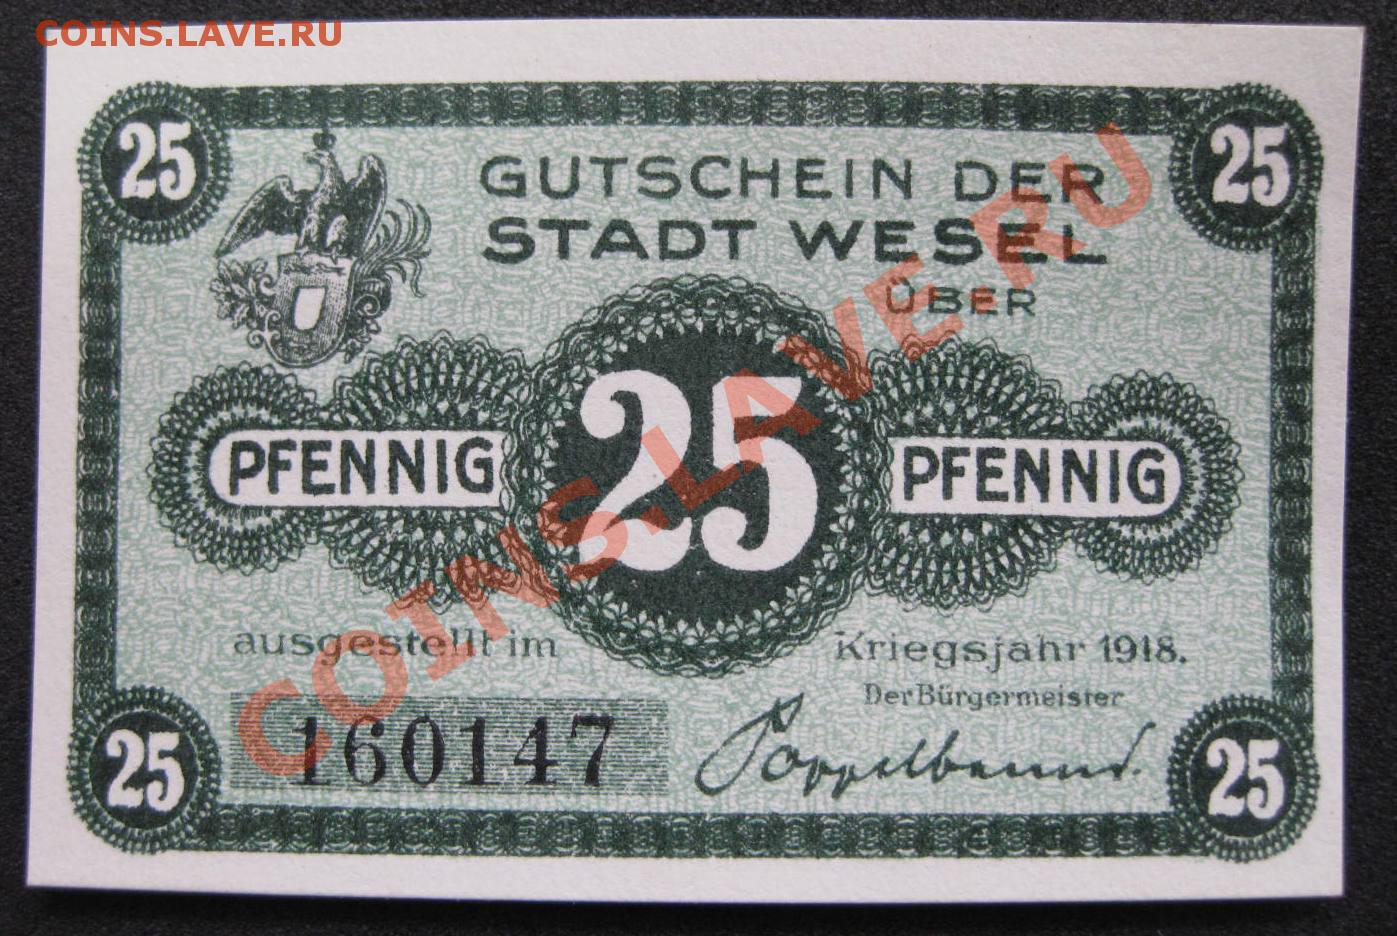 COINS.LAVE.RU
25 25
GUTSCHEIN DER
STADT WESEL
ÜBER
PFENNIG 25 PFENNIG
ausgestellt im Kriegsjahr 1918.
Der Bürgermeister
160147
25 25
COINS.LAVE.RU